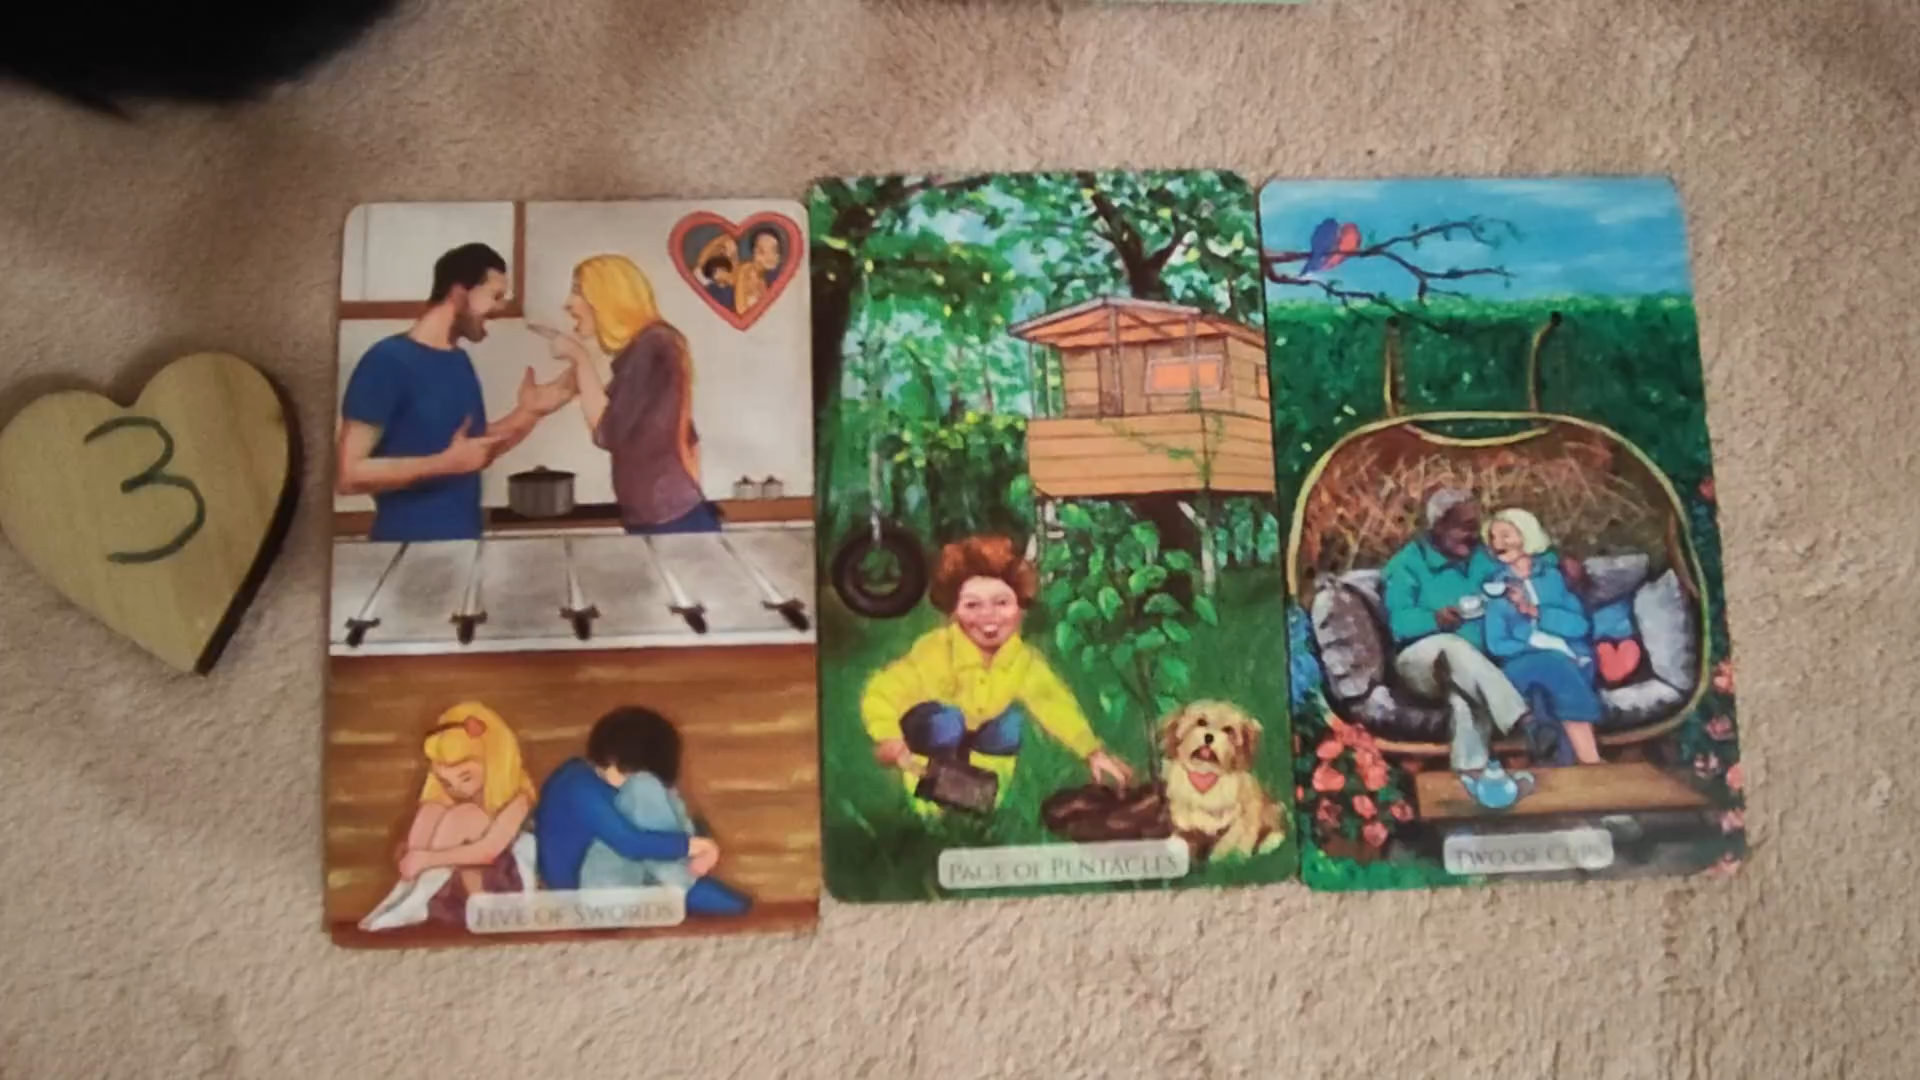 3
FIVE OF SWORDS
PAGE OF PENTACLES
TWO OF CUPS